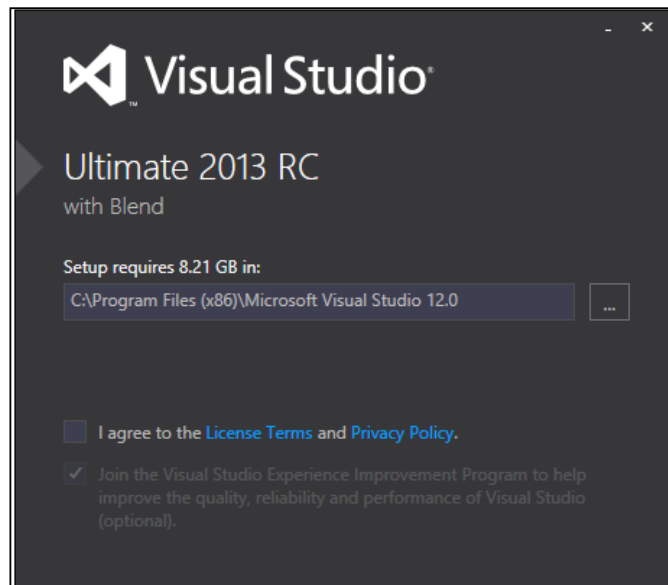 Visual Studio®
™
Ultimate 2013 RC
with Blend
Setup requires 8.21 GB in:
C:\Program Files (x86)\Microsoft Visual Studio 12.0
...
I agree to the License Terms and Privacy Policy.
Join the Visual Studio Experience Improvement Program to help
improve the quality, reliability and performance of Visual Studio
(optional).